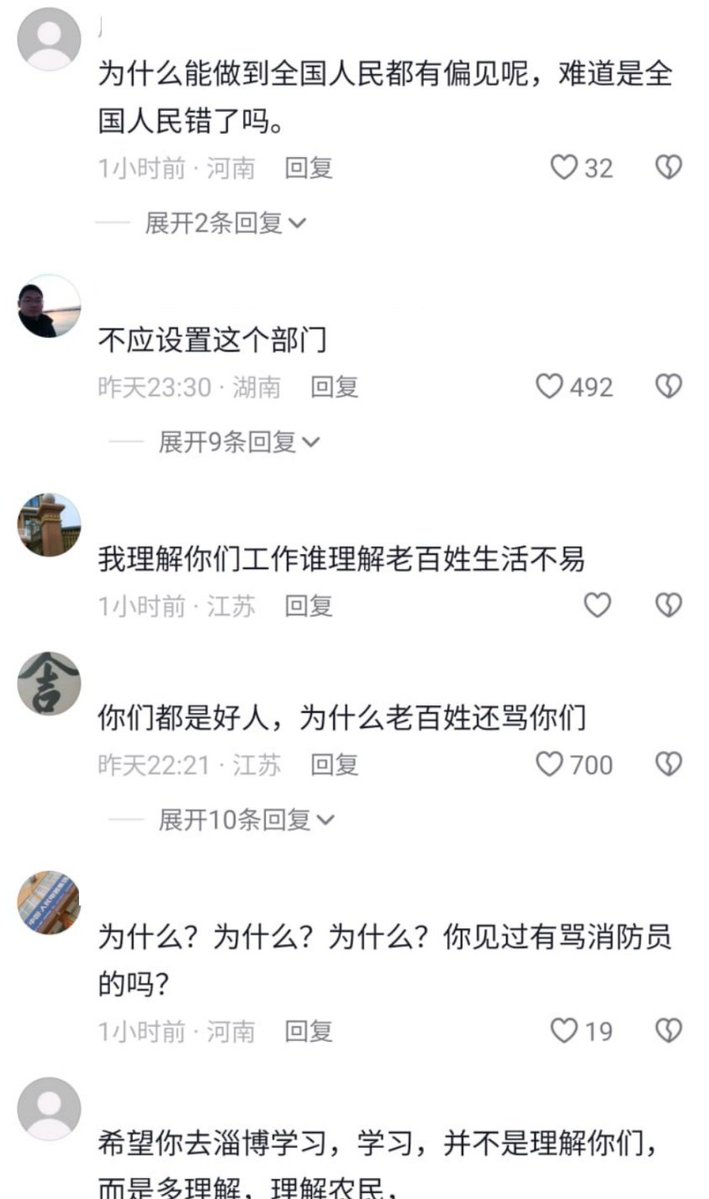 为什么能做到全国人民都有偏见呢，难道是全
国人民错了吗。
1小时前 · 河南 回复 32
展开2条回复
不应设置这个部门
昨天23:30 · 湖南 回复 492
展开9条回复
我理解你们工作谁理解老百姓生活不易
1小时前 · 江苏 回复
舍
你们都是好人，为什么老百姓还骂你们
昨天22:21 · 江苏 回复 700
展开10条回复
为什么？为什么？为什么？你见过有骂消防员
的吗？
1小时前 · 河南 回复 19
希望你去淄博学习，学习，并不是理解你们，
而是多理解，理解农民，